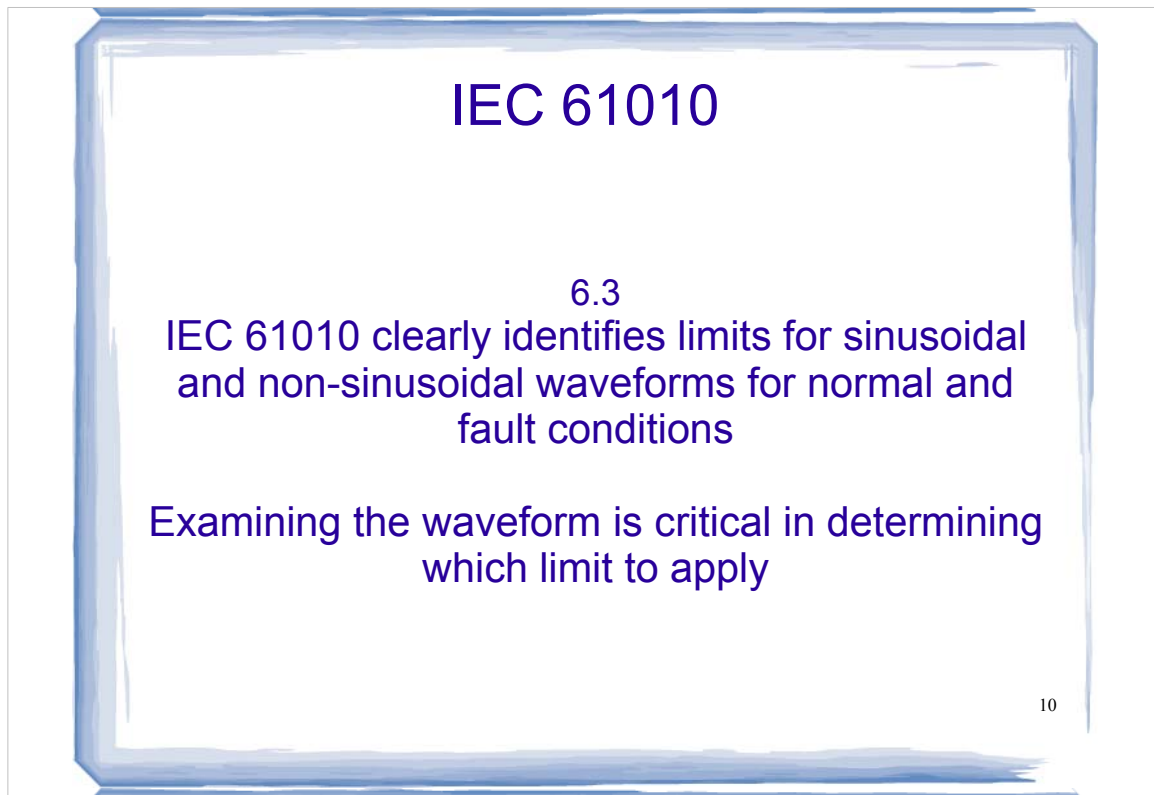 IEC 61010
6.3
IEC 61010 clearly identifies limits for sinusoidal
and non-sinusoidal waveforms for normal and
fault conditions
Examining the waveform is critical in determining
which limit to apply
10